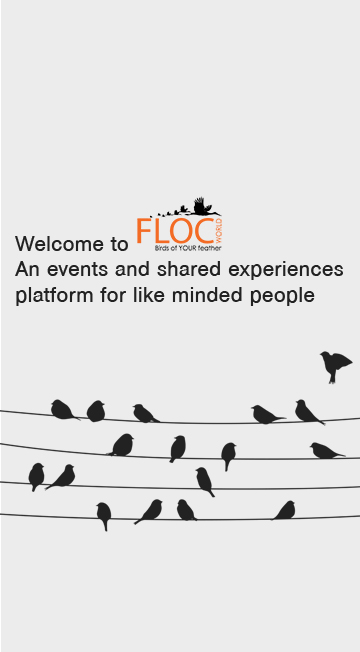 Welcome to FLOC WORLD
Birds of YOUR feather
An events and shared experiences
platform for like minded people